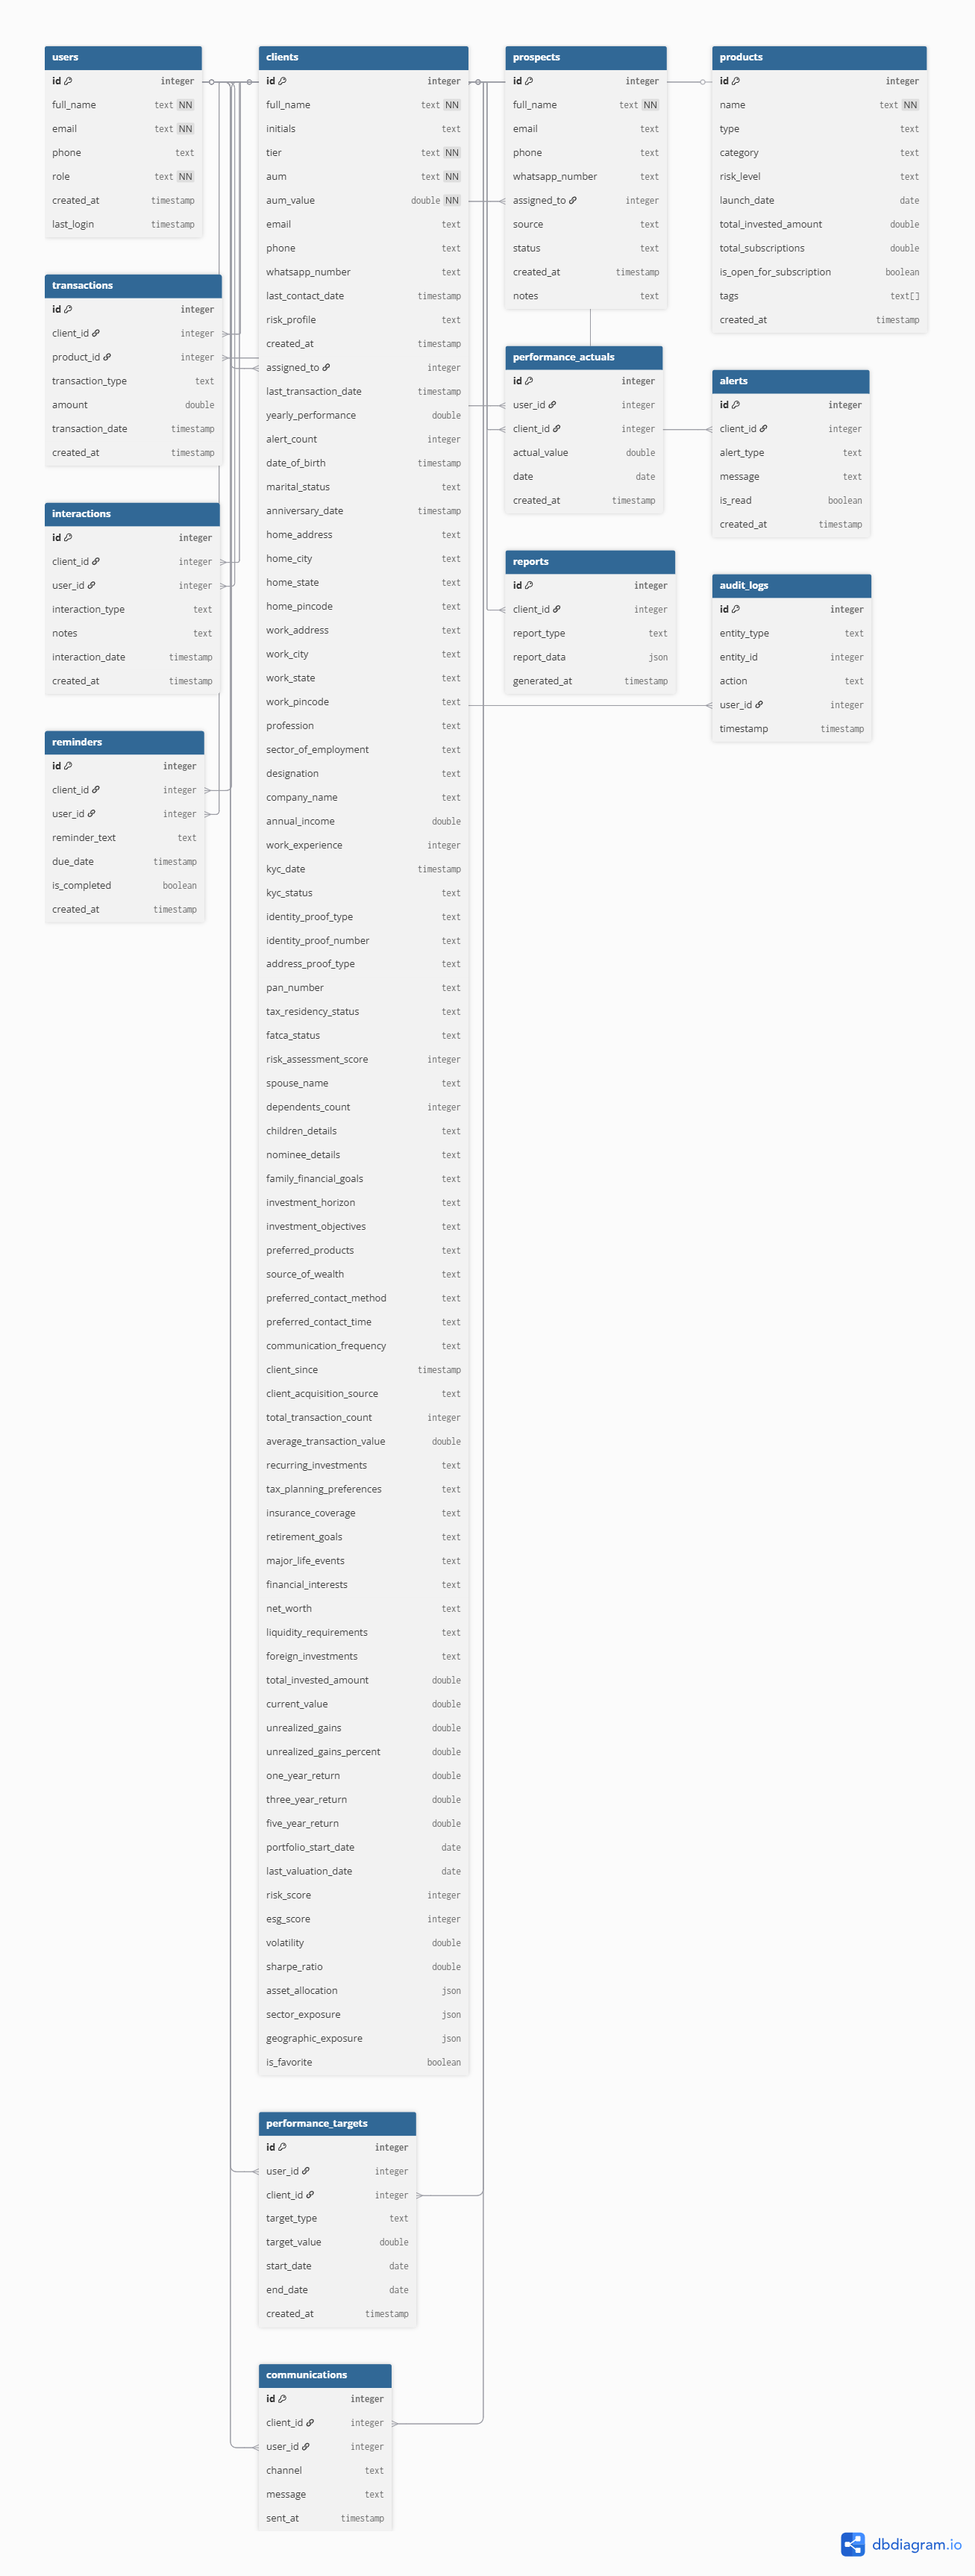 users
id integer
full_name text NN
email text NN
phone text
role text NN
created_at timestamp
last_login timestamp
transactions
id integer
client_id integer
product_id integer
transaction_type text
amount double
transaction_date timestamp
created_at timestamp
interactions
id integer
client_id integer
user_id integer
interaction_type text
notes text
interaction_date timestamp
created_at timestamp
reminders
id integer
client_id integer
user_id integer
reminder_text text
due_date timestamp
is_completed boolean
created_at timestamp
clients
id integer
full_name text NN
initials text
tier text NN
aum text NN
aum_value double NN
email text
phone text
whatsapp_number text
last_contact_date timestamp
risk_profile text
created_at timestamp
assigned_to integer
last_transaction_date timestamp
yearly_performance double
alert_count integer
date_of_birth timestamp
marital_status text
anniversary_date timestamp
home_address text
home_city text
home_state text
home_pincode text
work_address text
work_city text
work_state text
work_pincode text
profession text
sector_of_employment text
designation text
company_name text
annual_income double
work_experience integer
kyc_date timestamp
kyc_status text
identity_proof_type text
identity_proof_number text
address_proof_type text
pan_number text
tax_residency_status text
fatca_status text
risk_assessment_score integer
spouse_name text
dependents_count integer
children_details text
nominee_details text
family_financial_goals text
investment_horizon text
investment_objectives text
preferred_products text
source_of_wealth text
preferred_contact_method text
preferred_contact_time text
communication_frequency text
client_since timestamp
client_acquisition_source text
total_transaction_count integer
average_transaction_value double
recurring_investments text
tax_planning_preferences text
insurance_coverage text
retirement_goals text
major_life_events text
financial_interests text
net_worth text
liquidity_requirements text
foreign_investments text
total_invested_amount double
current_value double
unrealized_gains double
unrealized_gains_percent double
one_year_return double
three_year_return double
five_year_return double
portfolio_start_date date
last_valuation_date date
risk_score integer
esg_score integer
volatility double
sharpe_ratio double
asset_allocation json
sector_exposure json
geographic_exposure json
is_favorite boolean
performance_targets
id integer
user_id integer
client_id integer
target_type text
target_value double
start_date date
end_date date
created_at timestamp
communications
id integer
client_id integer
user_id integer
channel text
message text
sent_at timestamp
prospects
id integer
full_name text NN
email text
phone text
whatsapp_number text
assigned_to integer
source text
status text
created_at timestamp
notes text
performance_actuals
id integer
user_id integer
client_id integer
actual_value double
date date
created_at timestamp
reports
id integer
client_id integer
report_type text
report_data json
generated_at timestamp
products
id integer
name text NN
type text
category text
risk_level text
launch_date date
total_invested_amount double
total_subscriptions double
is_open_for_subscription boolean
tags text[]
created_at timestamp
alerts
id integer
client_id integer
alert_type text
message text
is_read boolean
created_at timestamp
audit_logs
id integer
entity_type text
entity_id integer
action text
user_id integer
timestamp timestamp
dbdiagram.io